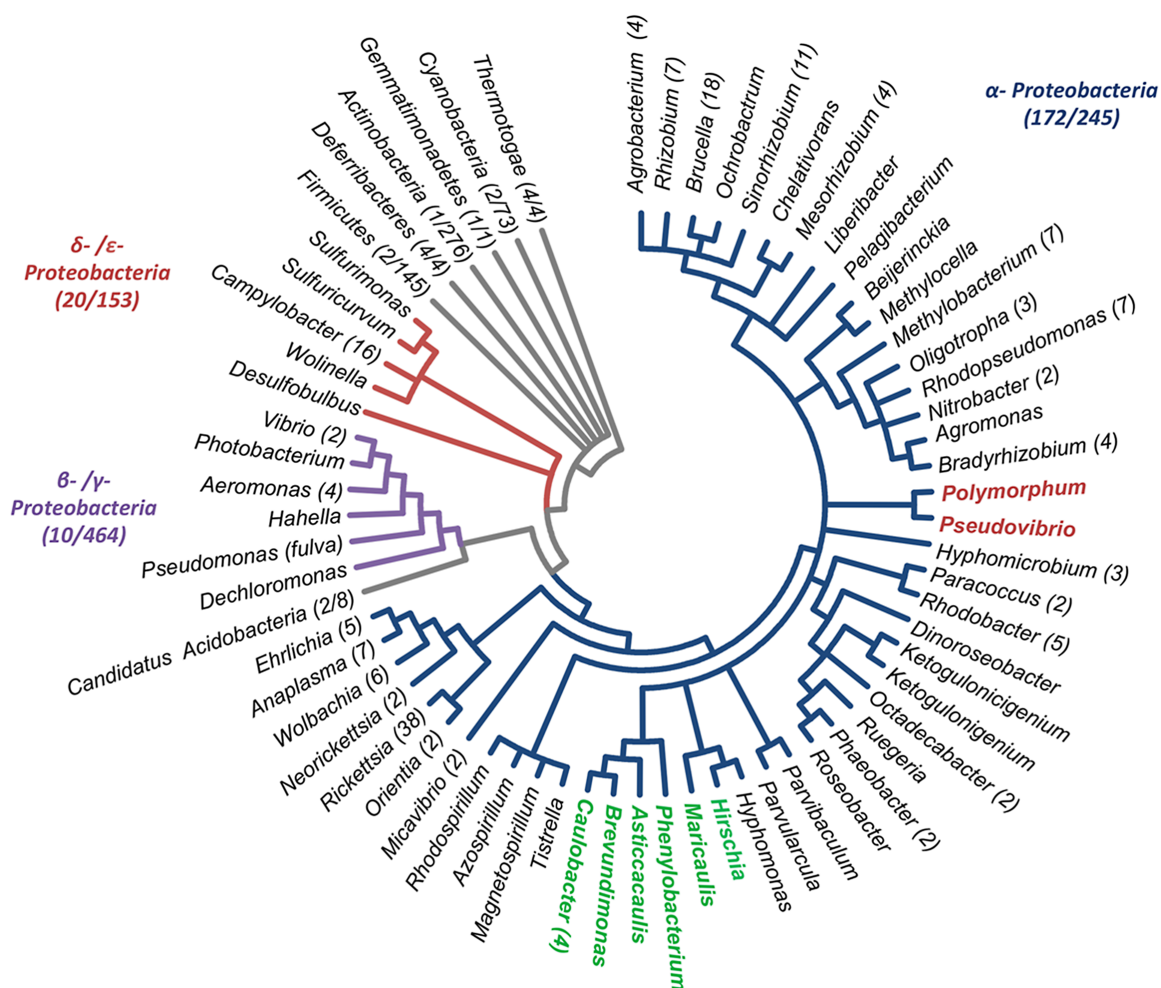 α- Proteobacteria
(172/245)
Agrobacterium (4)
Rhizobium (7)
Brucella (18)
Ochrobactrum
Sinorhizobium (11)
Chelativorans
Mesorhizobium (4)
Liberibacter
Pelagibacterium
Beijerinckia
Methylocella
Methylobacterium (7)
Oligotropha (3)
Rhodopseudomonas (7)
Nitrobacter (2)
Agromonas
Bradyrhizobium (4)
Polymorphum
Pseudovibrio
Hyphomicrobium (3)
Paracoccus (2)
Rhodobacter (5)
Dinoroseobacter
Ketogulonicigenium
Ketogulonigenium
Octadecabacter (2)
Ruegeria
Phaeobacter (2)
Roseobacter
Parvibaculum
Parvularcula
Hyphomonas
Hirschia
Maricaulis
Phenylobacterium
Asticcacaulis
Brevundimonas
Caulobacter (4)
Tistrella
Magnetospirillum
Azospirillum
Rhodospirillum
Micavibrio (2)
Orientia (2)
Rickettsia (38)
Neorickettsia (2)
Wolbachia (6)
Anaplasma (7)
Ehrlichia (5)
Candidatus Acidobacteria (2/8)
Dechloromonas
Pseudomonas (fulva)
Hahella
Aeromonas (4)
Photobacterium
Vibrio (2)
β- /γ-
Proteobacteria
(10/464)
Desulfobulbus
Wolinella
Campylobacter (16)
Sulfuricurvum
Sulfurimonas
δ- /ε-
Proteobacteria
(20/153)
Firmicutes (2/145)
Deferribacteres (4/4)
Actinobacteria (1/276)
Gemmatimonadetes (1/1)
Cyanobacteria (2/73)
Thermotogae (4/4)